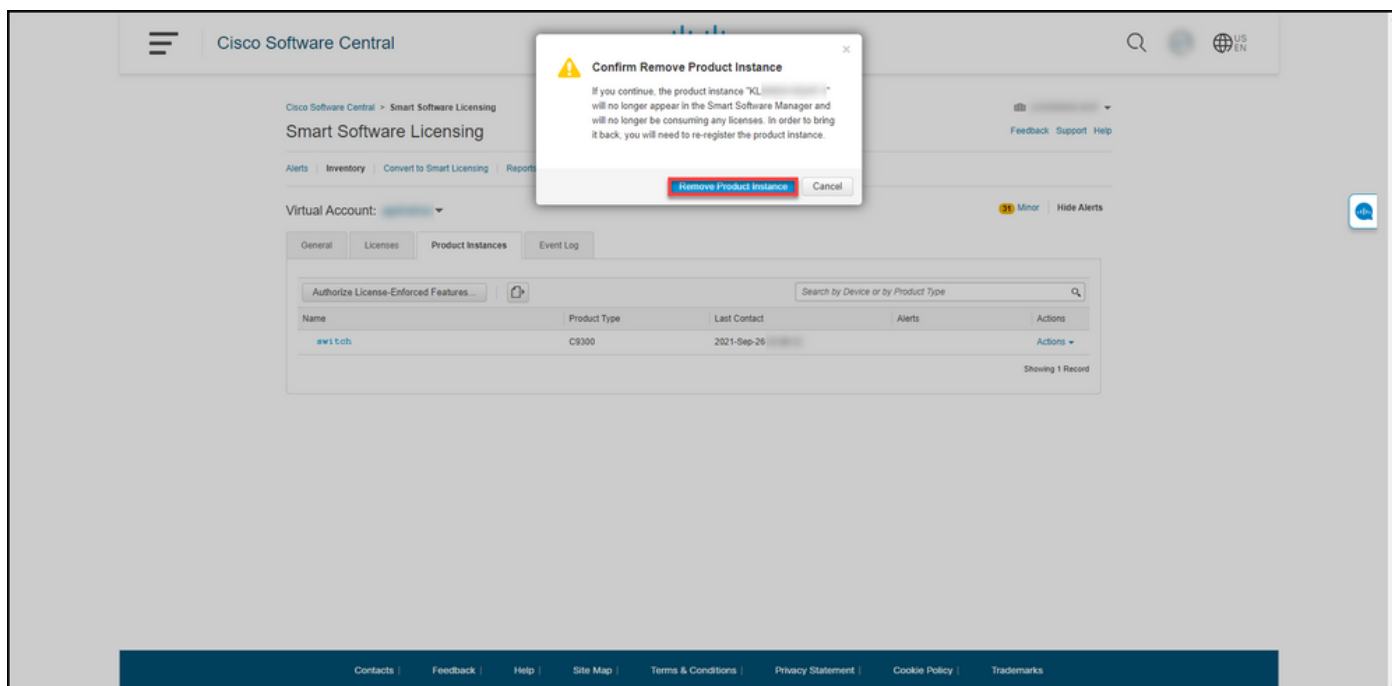 Cisco Software Central
US
EN
Confirm Remove Product Instance
If you continue, the product instance "KL "
will no longer appear in the Smart Software Manager and
will no longer be consuming any licenses. In order to bring
it back, you will need to re-register the product instance.
Remove Product Instance Cancel
Cisco Software Central > Smart Software Licensing
Smart Software Licensing
Feedback Support Help
Alerts | Inventory | Convert to Smart Licensing | Reports
Virtual Account:
31 Minor | Hide Alerts
General Licenses Product Instances Event Log
Authorize License-Enforced Features... Search by Device or by Product Type
Name Product Type Last Contact Alerts Actions
switch C9300 2021-Sep-26 Actions
Showing 1 Record
Contacts | Feedback | Help | Site Map | Terms & Conditions | Privacy Statement | Cookie Policy | Trademarks